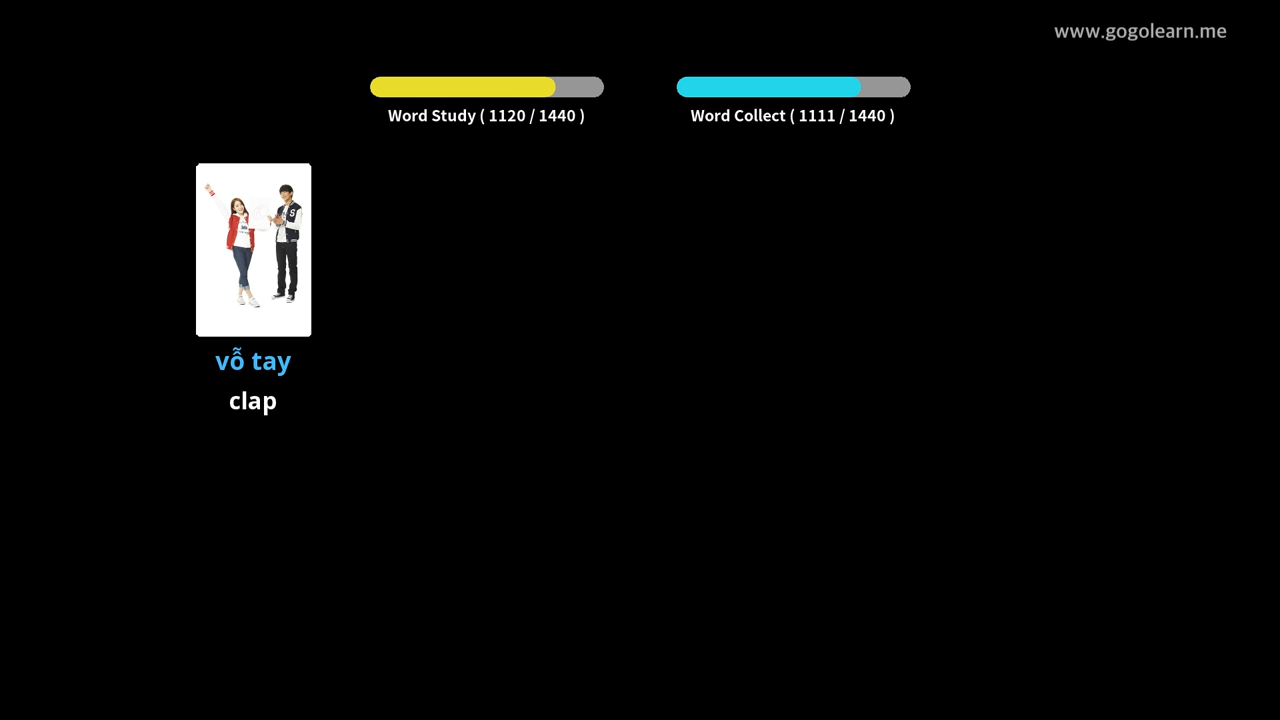 www.gogolearn.me
Word Study ( 1120 / 1440 )
Word Collect ( 1111 / 1440 )
S
vỗ tay
clap